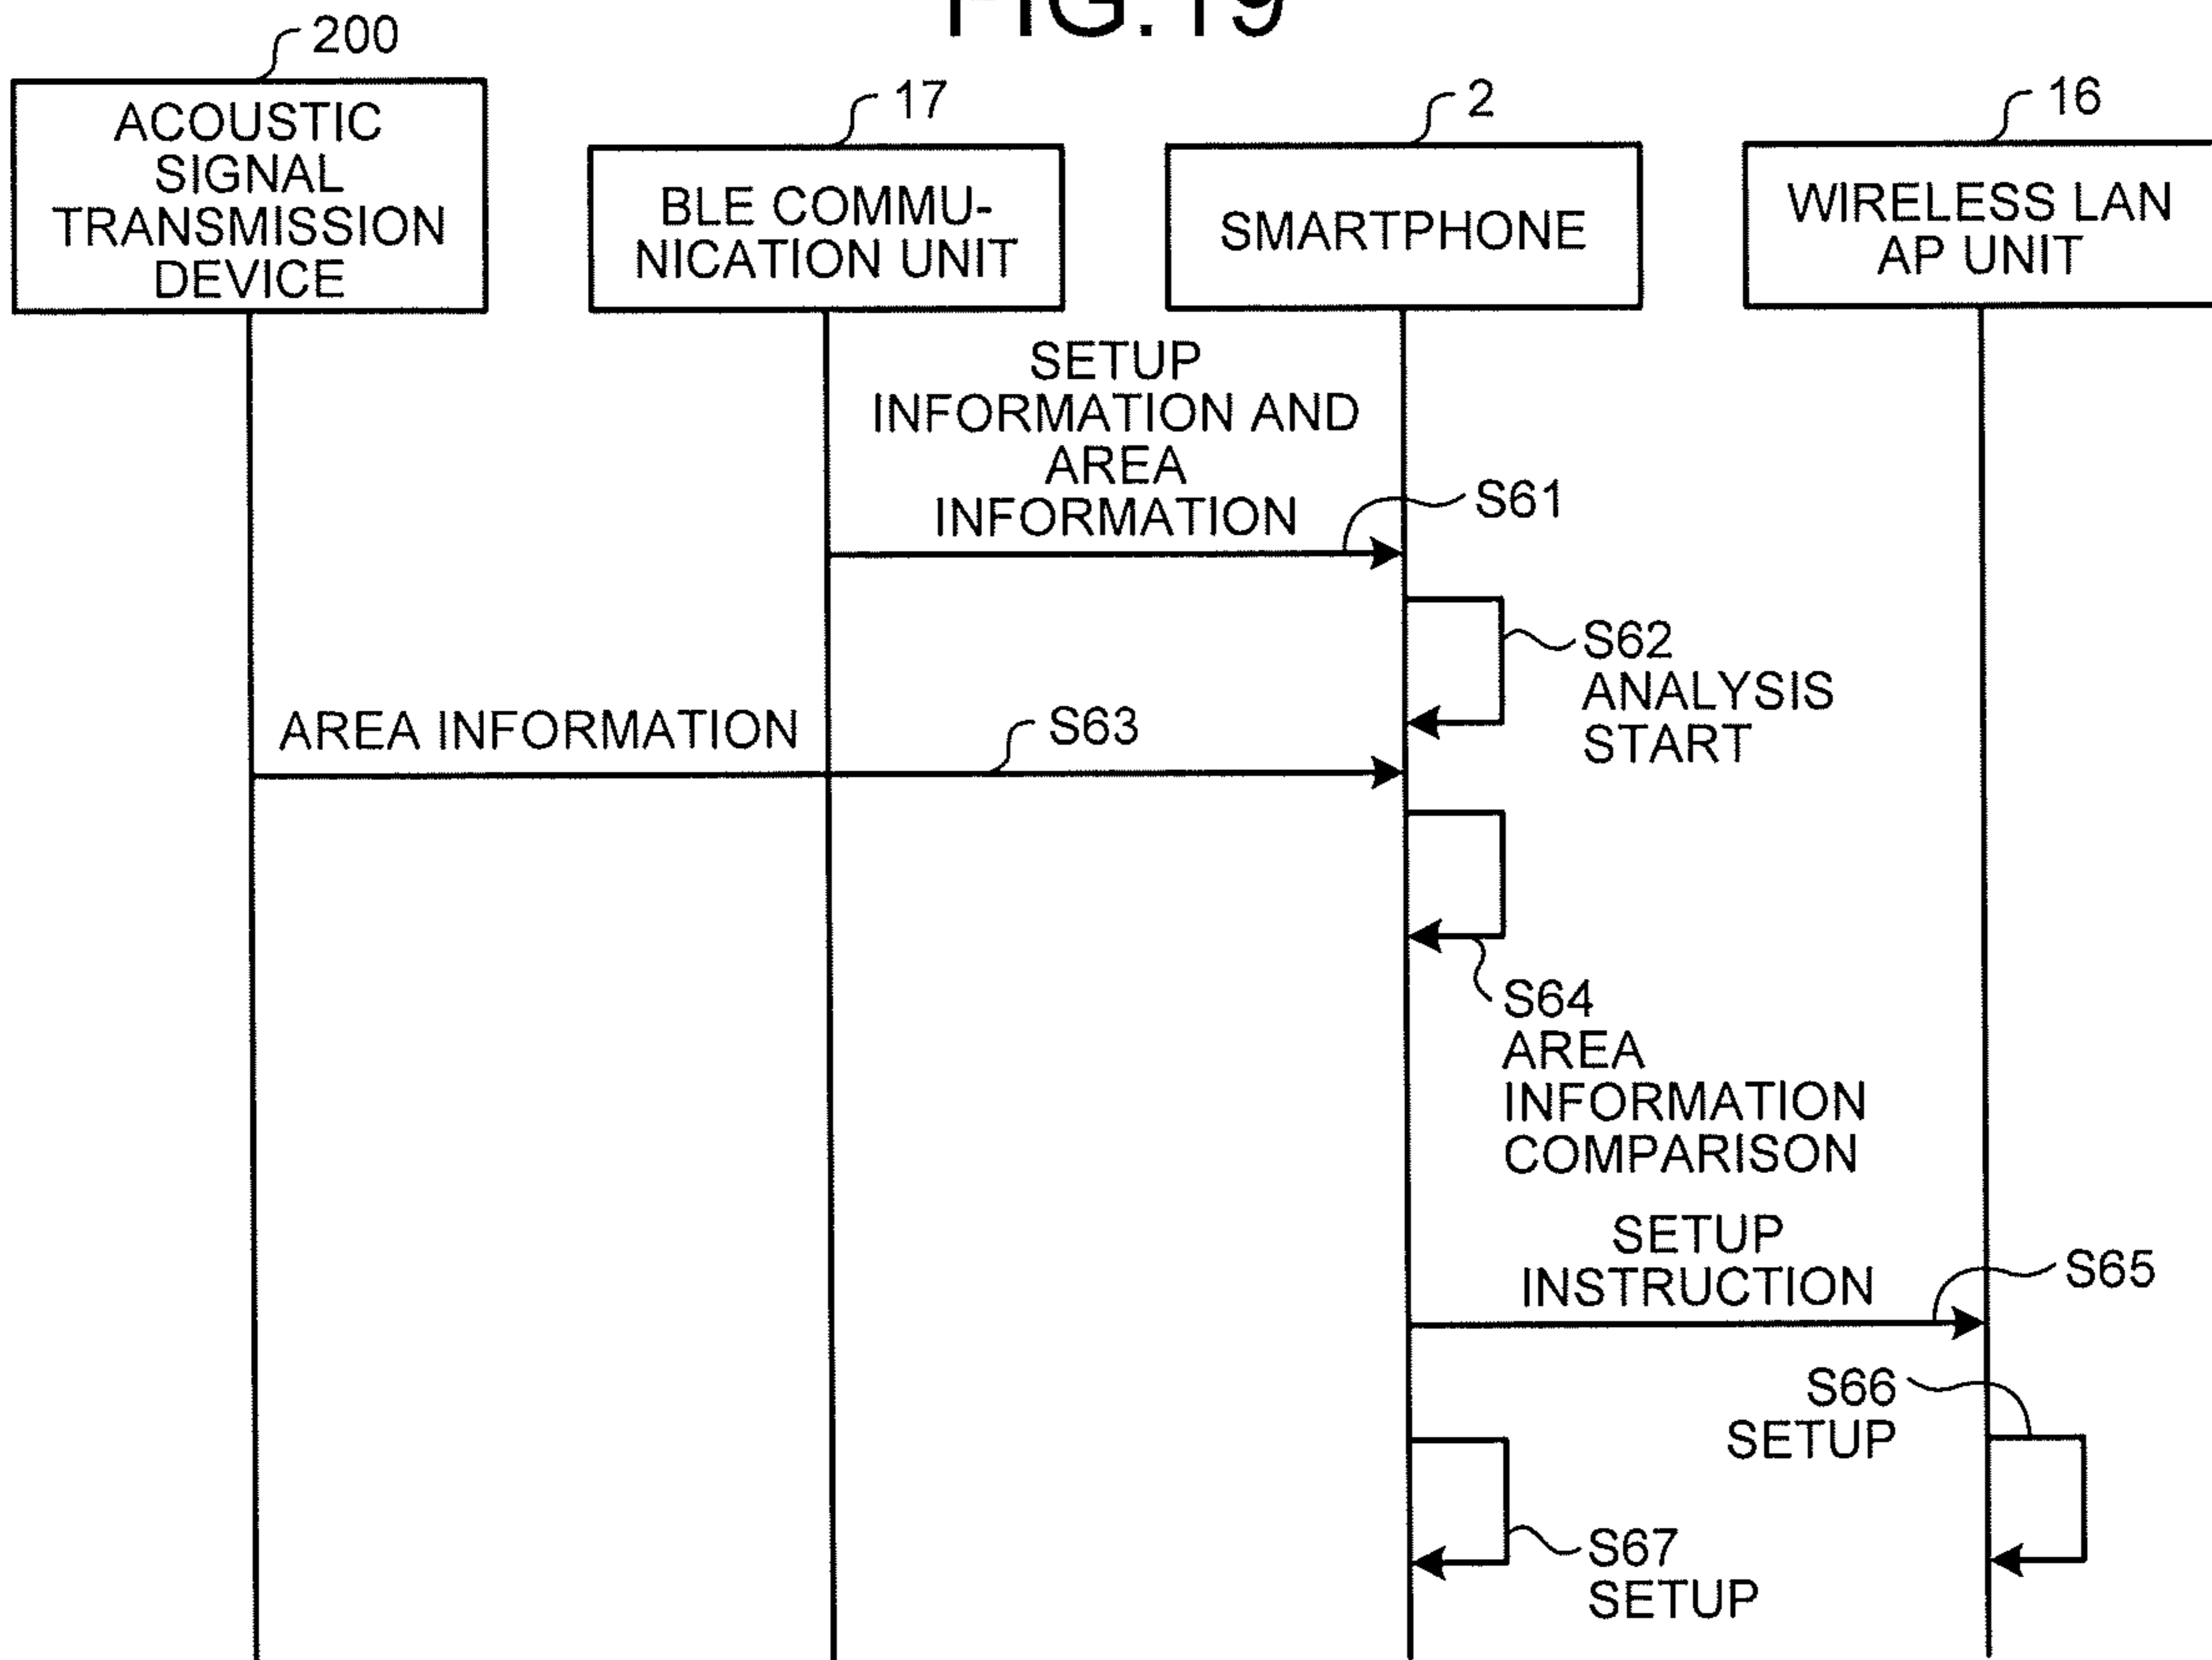 FIG.19
200
ACOUSTIC
SIGNAL
TRANSMISSION
DEVICE
17
BLE COMMU-
NICATION UNIT
2
SMARTPHONE
16
WIRELESS LAN
AP UNIT
SETUP
INFORMATION AND
AREA
INFORMATION
S61
S62
ANALYSIS
START
AREA INFORMATION
S63
S64
AREA
INFORMATION
COMPARISON
SETUP
INSTRUCTION
S65
S66
SETUP
S67
SETUP